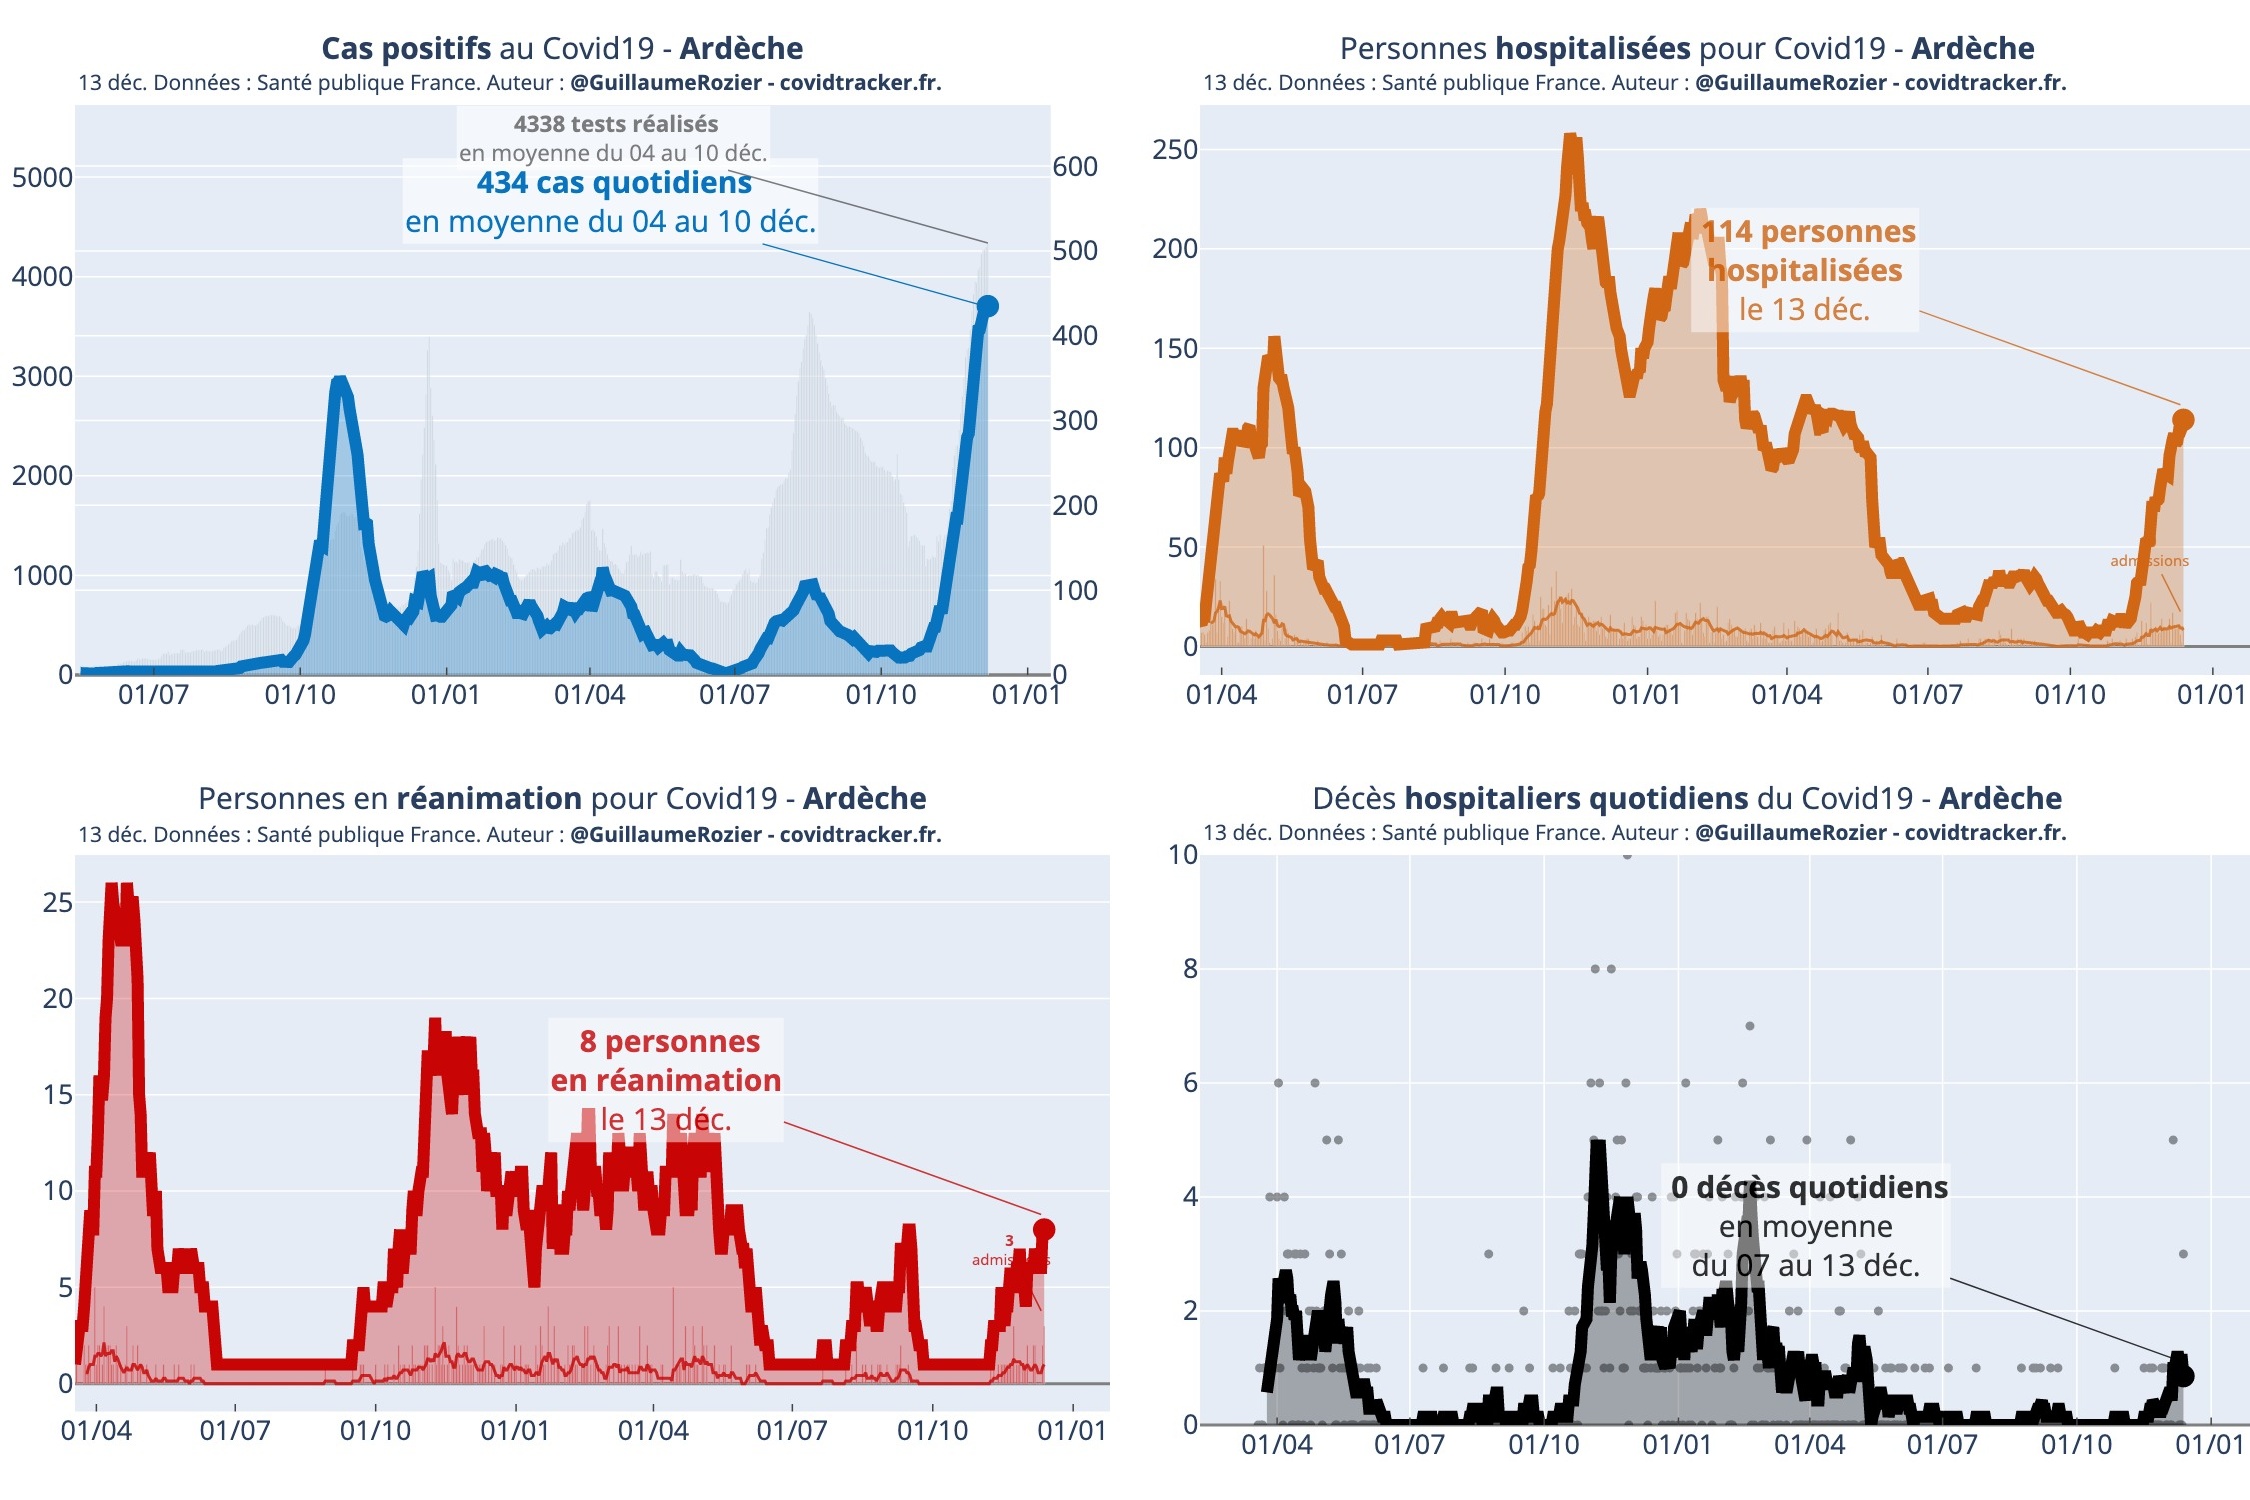 Cas positifs au Covid19 - Ardèche
13 déc. Données : Santé publique France. Auteur : @GuillaumeRozier - covidtracker.fr.
4338 tests réalisés
en moyenne du 04 au 10 déc.
434 cas quotidiens
en moyenne du 04 au 10 déc.
5000
4000
3000
2000
1000
0
600
500
400
300
200
100
0
01/07 01/10 01/01 01/04 01/07 01/10 01/01
Personnes hospitalisées pour Covid19 - Ardèche
13 déc. Données : Santé publique France. Auteur : @GuillaumeRozier - covidtracker.fr.
250
200
150
100
50
0
114 personnes
hospitalisées
le 13 déc.
admissions
01/04 01/07 01/10 01/01 01/04 01/07 01/10 01/01
Personnes en réanimation pour Covid19 - Ardèche
13 déc. Données : Santé publique France. Auteur : @GuillaumeRozier - covidtracker.fr.
25
20
15
10
5
0
8 personnes
en réanimation
le 13 déc.
3
admissions
01/04 01/07 01/10 01/01 01/04 01/07 01/10 01/01
Décès hospitaliers quotidiens du Covid19 - Ardèche
13 déc. Données : Santé publique France. Auteur : @GuillaumeRozier - covidtracker.fr.
10
8
6
4
2
0
0 décès quotidiens
en moyenne
du 07 au 13 déc.
01/04 01/07 01/10 01/01 01/04 01/07 01/10 01/01